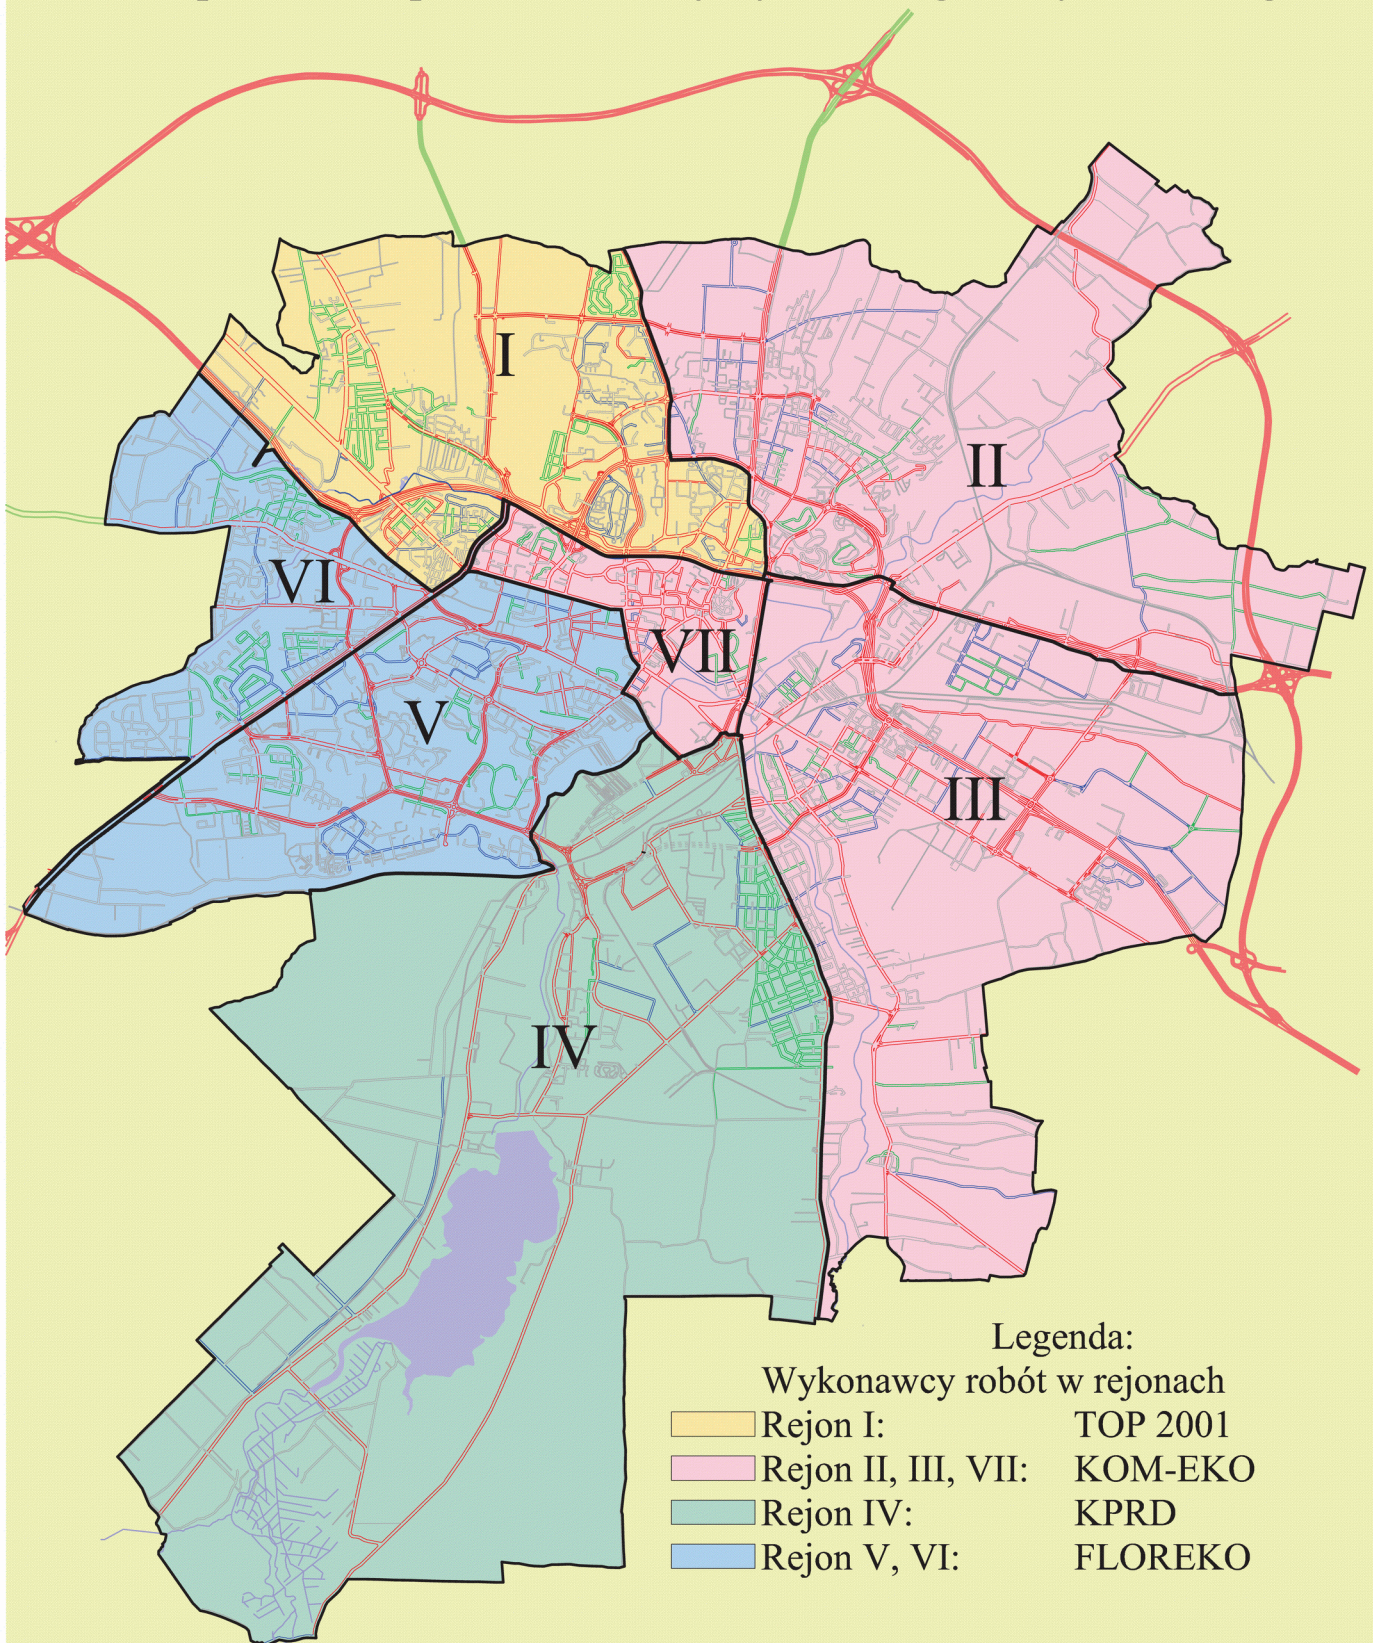 I
II
VI
VII
V
III
IV
Legenda:
Wykonawcy robót w rejonach
Rejon I: TOP 2001
Rejon II, III, VII: KOM-EKO
Rejon IV: KPRD
Rejon V, VI: FLOREKO